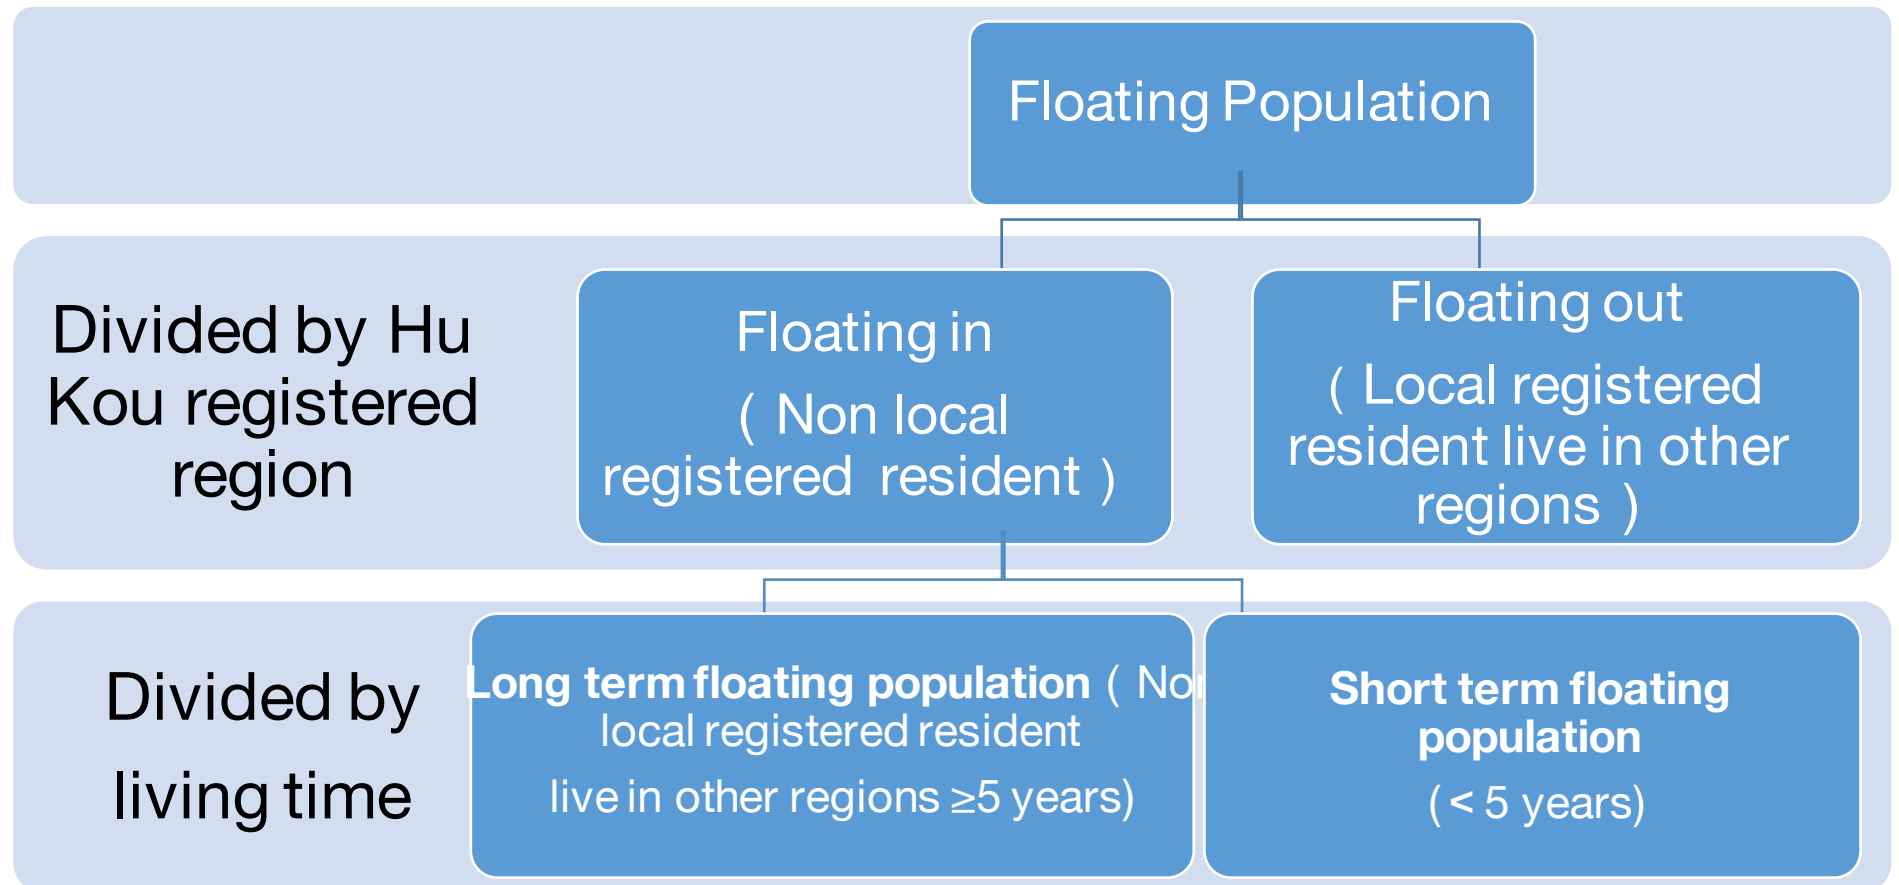 Floating Population
Divided by Hu
Kou registered
region
Floating in
( Non local
registered resident )
Floating out
( Local registered
resident live in other
regions )
Divided by
living time
Long term floating population ( Non
local registered resident
live in other regions ≥5 years)
Short term floating
population
(< 5 years)